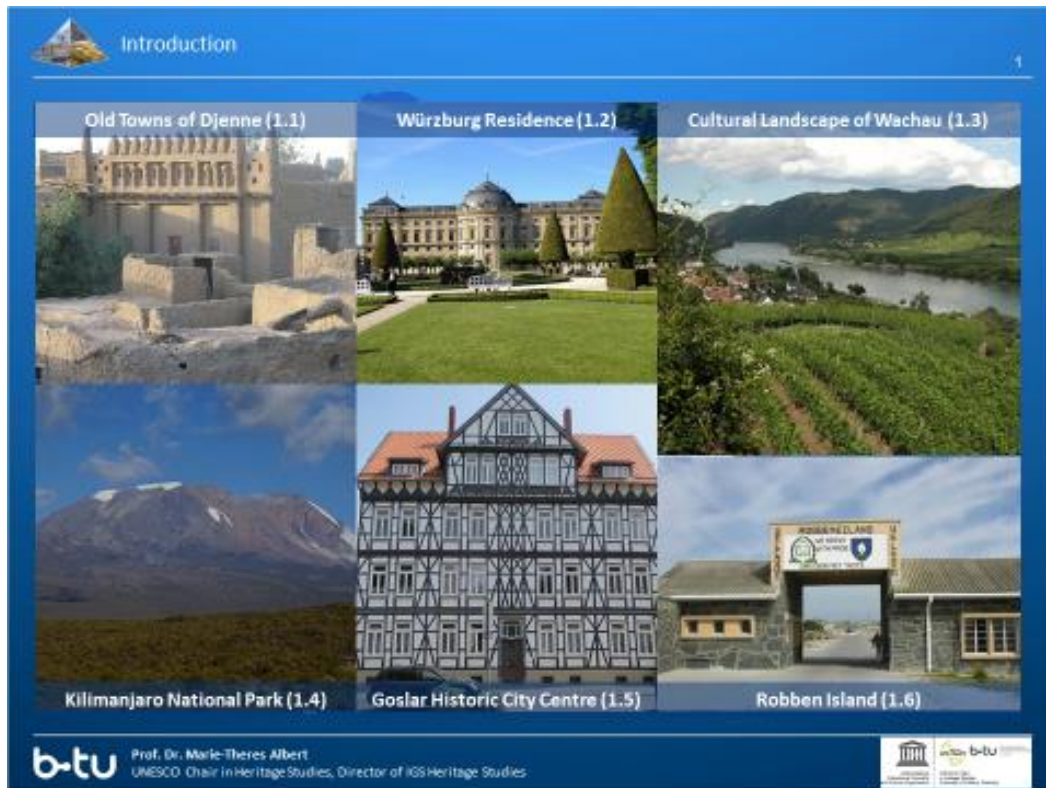 Introduction
1
Old Towns of Djenne (1.1)
Würzburg Residence (1.2)
Cultural Landscape of Wachau (1.3)
Kilimanjaro National Park (1.4)
Goslar Historic City Centre (1.5)
Robben Island (1.6)
b-tu
Prof. Dr. Marie-Theres Albert
UNESCO Chair in Heritage Studies, Director of IGS Heritage Studies
b-tu